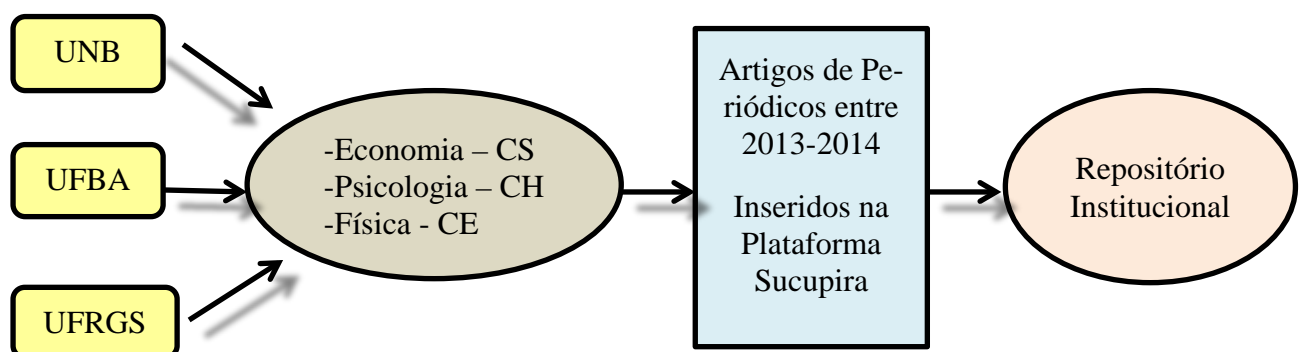 UNB
UFBA
UFRGS
-Economia – CS
-Psicologia – CH
-Física - CE
Artigos de Pe-
riódicos entre
2013-2014
Inseridos na
Plataforma
Sucupira
Repositório
Institucional